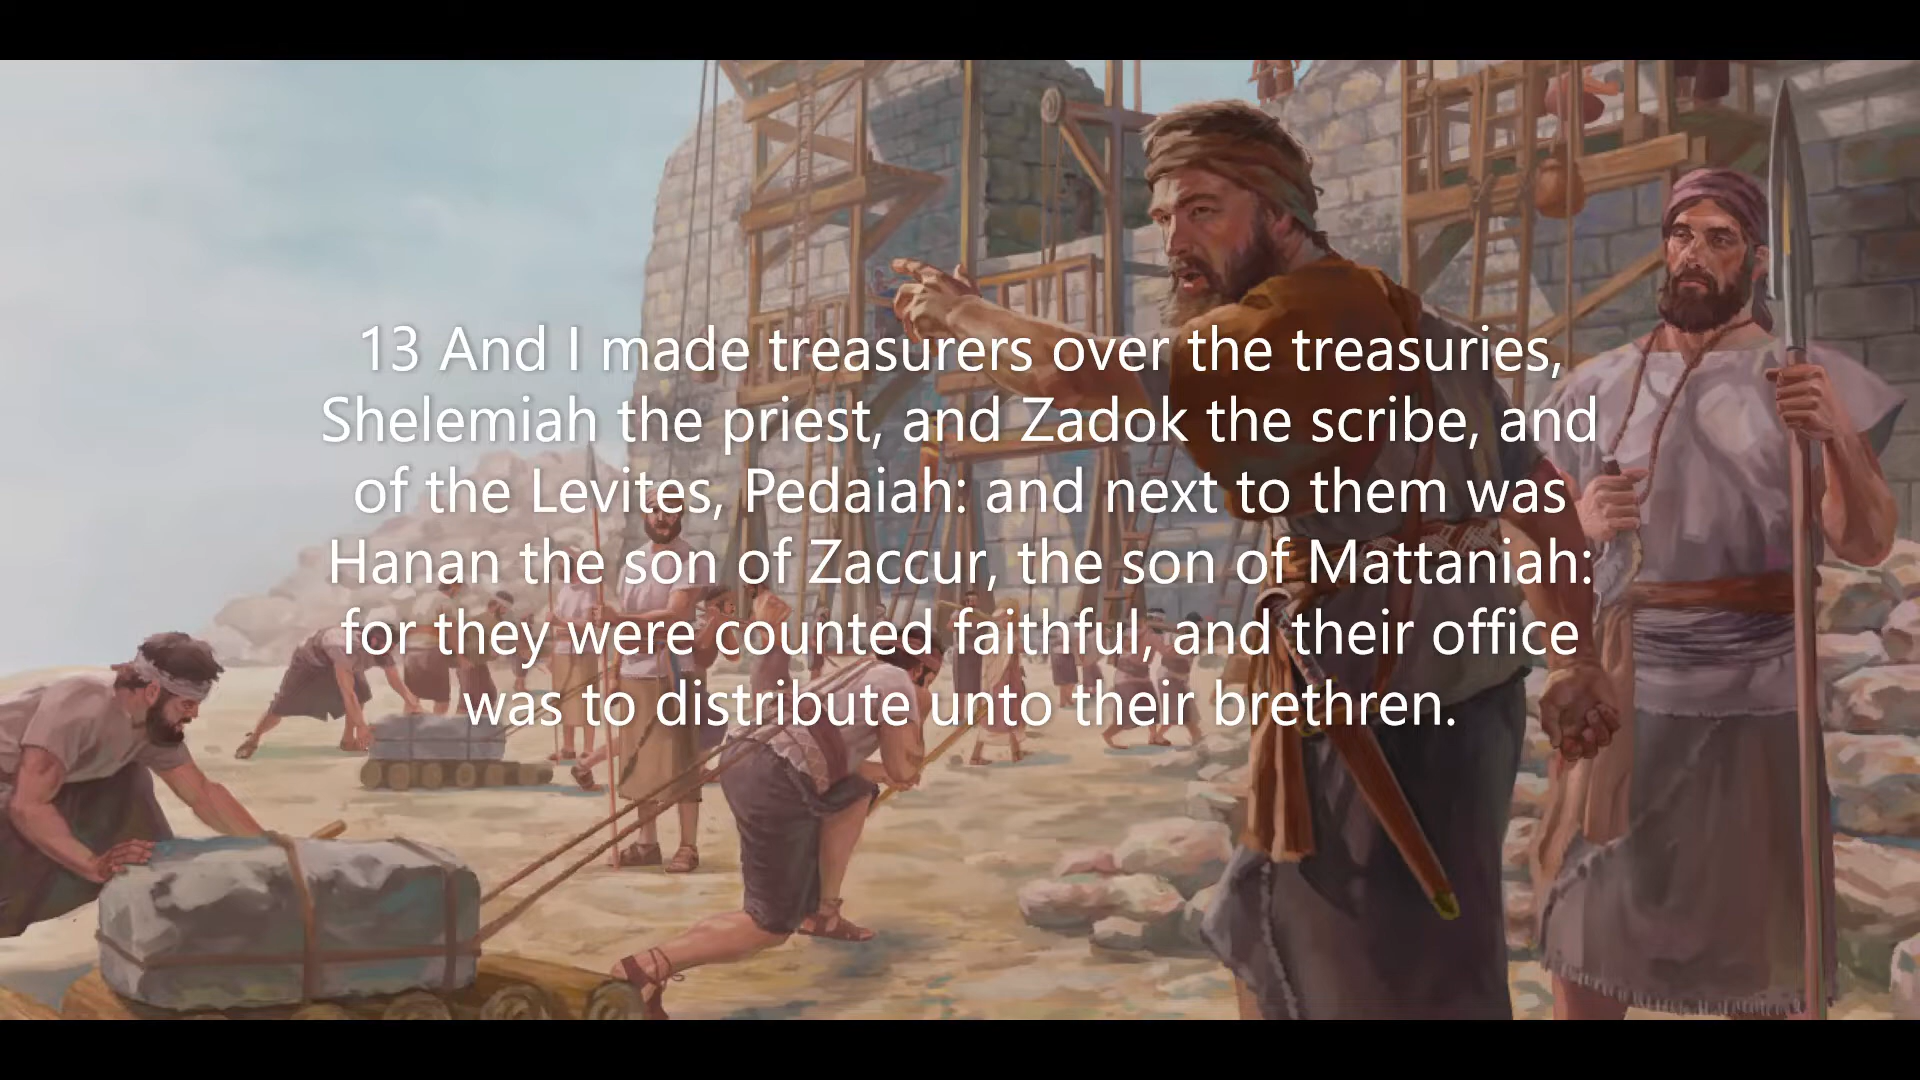 13 And I made treasurers over the treasuries,
Shelemiah the priest, and Zadok the scribe, and
of the Levites, Pedaiah: and next to them was
Hanan the son of Zaccur, the son of Mattaniah:
for they were counted faithful, and their office
was to distribute unto their brethren.